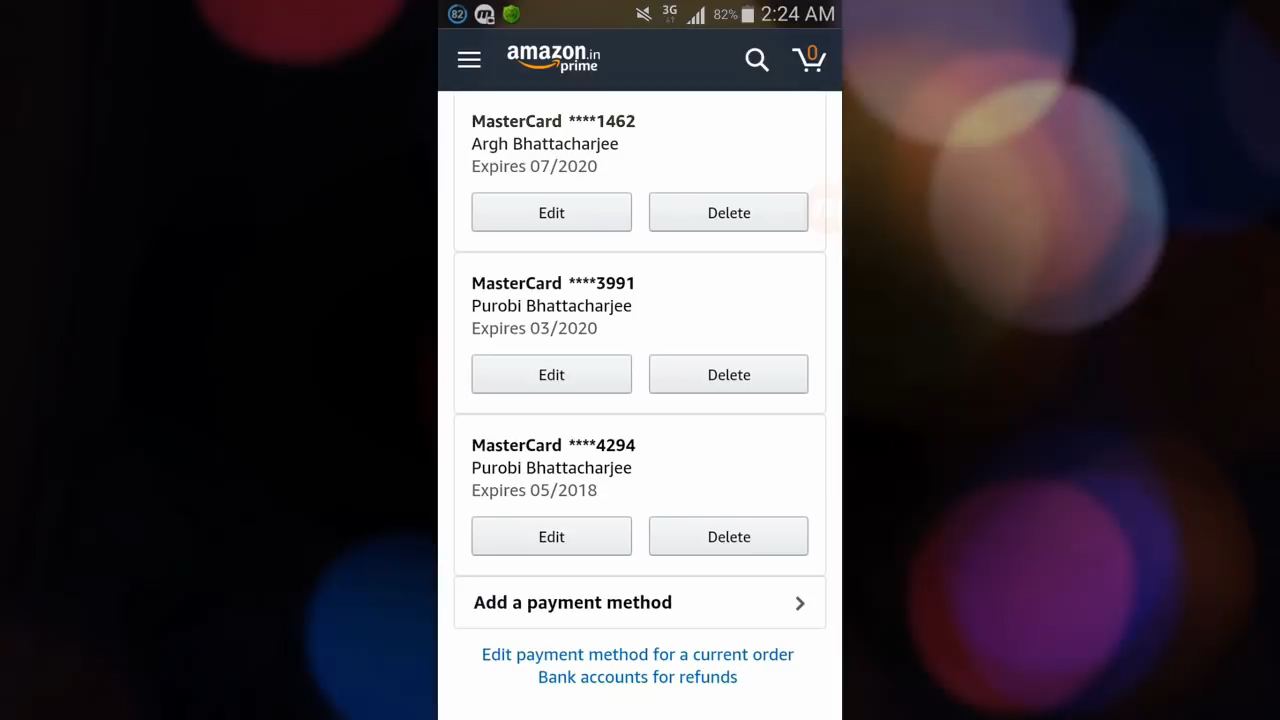 82 3G 82% 2:24 AM
amazon.in
prime
0
MasterCard ****1462
Argh Bhattacharjee
Expires 07/2020
Edit Delete
MasterCard ****3991
Purobi Bhattacharjee
Expires 03/2020
Edit Delete
MasterCard ****4294
Purobi Bhattacharjee
Expires 05/2018
Edit Delete
Add a payment method
Edit payment method for a current order
Bank accounts for refunds